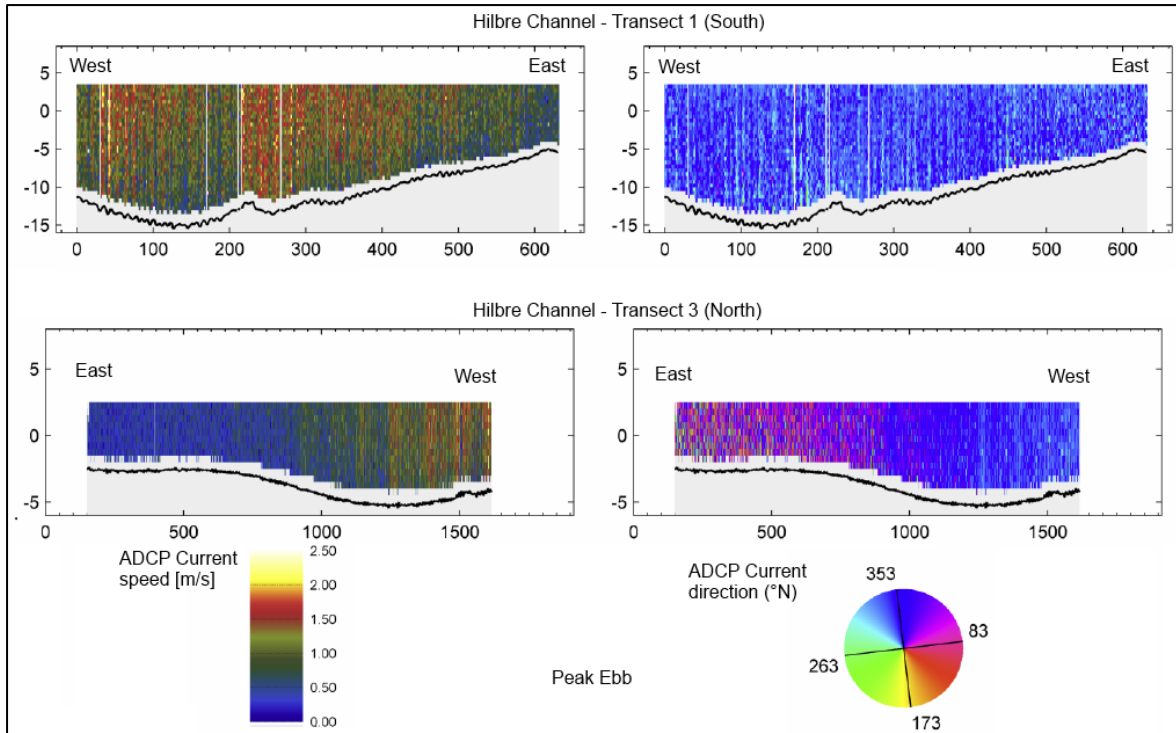 Hilbre Channel - Transect 1 (South)
West East
West East
5
0
-5
-10
-15
0 100 200 300 400 500 600
0 100 200 300 400 500 600
5
0
-5
-10
-15
Hilbre Channel - Transect 3 (North)
East West
East West
5
0
-5
0 500 1000 1500
5
0
-5
0 500 1000 1500
ADCP Current
speed [m/s]
2.50
2.00
1.50
1.00
0.50
0.00
Peak Ebb
ADCP Current
direction (°N)
353
83
263
173